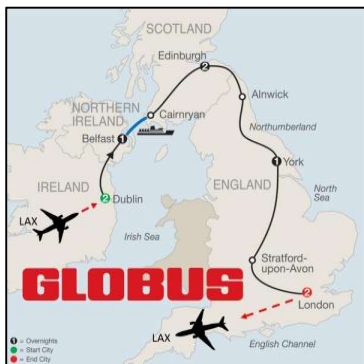 SCOTLAND
Edinburgh
2
Alnwick
NORTHERN
IRELAND
Cairnryan
Belfast 1
Northumberland
1
York
IRELAND
ENGLAND
LAX
2 Dublin
North
Sea
Irish Sea
Stratford-
upon-Avon
GLOBUS
2
London
LAX
English Channel
1 = Overnights
= Start City
= End City